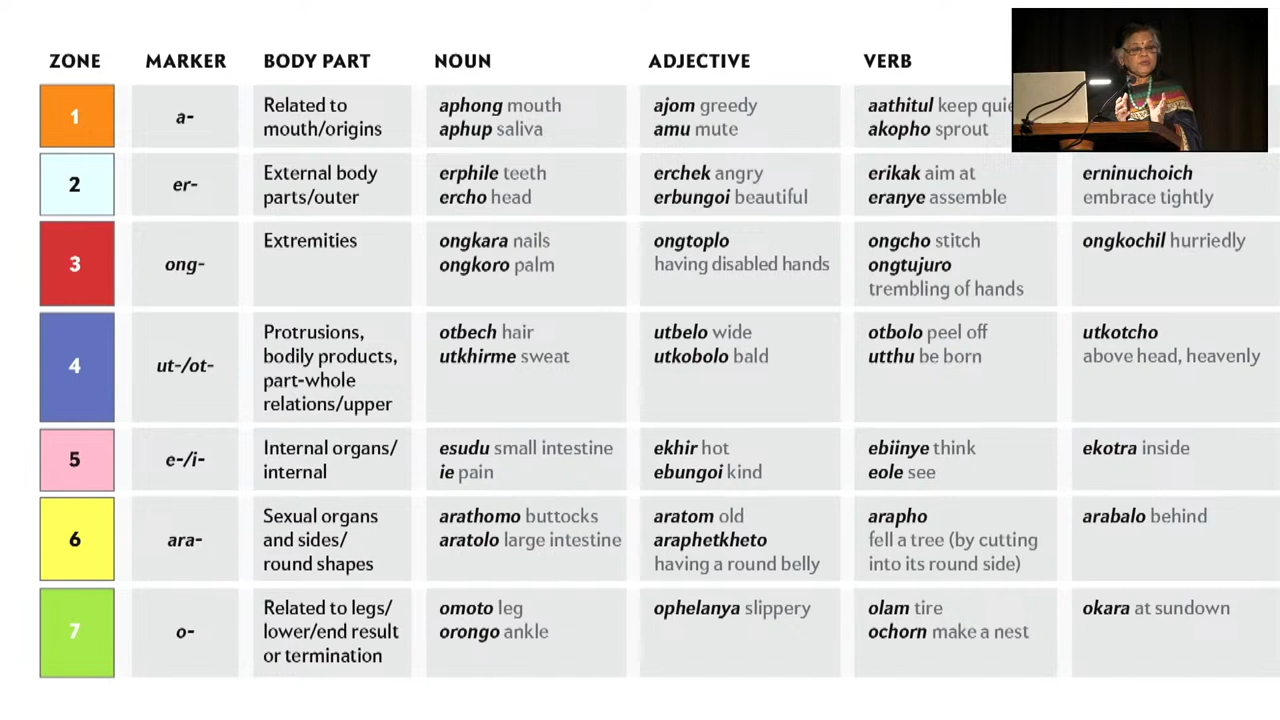 ZONE MARKER BODY PART NOUN ADJECTIVE VERB
1 a- Related to mouth/origins
aphong mouth
aphup saliva
ajom greedy
amu mute
aathitul keep
akopho sprout
2 er- External body parts/outer
erphile teeth
ercho head
erchek angry
erbungoi beautiful
erikak aim at
eranye assemble
erninuchoich
embrace tightly
3 ong- Extremities
ongkara nails
ongkoro palm
ongtoplo
having disabled hands
ongcho stitch
ongtujuro
trembling of hands
ongkochil hurriedly
4 ut-/ot- Protrusions,
bodily products,
part-whole
relations/upper
otbech hair
utkhirme sweat
utbelo wide
utkobolo bald
otbolo peel off
utthu be born
utkotcho
above head, heavenly
5 e-/i- Internal organs/
internal
esudu small intestine
ie pain
ekhir hot
ebungoi kind
ebiinye think
eole see
ekotra inside
6 ara- Sexual organs
and sides/
round shapes
arathomo buttocks
aratolo large intestine
aratom old
araphetkheto
having a round belly
arapho
fell a tree (by cutting
into its round side)
arabalo behind
7 o- Related to legs/
lower/end result
or termination
omoto leg
orongo ankle
ophelanya slippery
olam tire
ochorn make a nest
okara at sundown